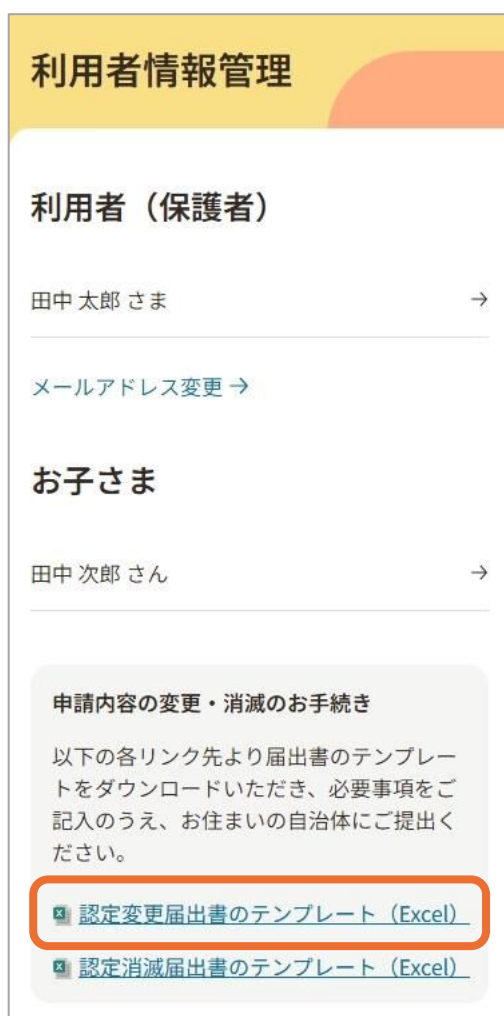 利用者情報管理
利用者（保護者）
田中 太郎 さま →
メールアドレス変更 →
お子さま
田中 次郎 さん →
申請内容の変更・消滅のお手続き
以下の各リンク先より届出書のテンプレー
トをダウンロードいただき、必要事項をご
記入のうえ、お住まいの自治体にご提出く
ださい。
認定変更届出書のテンプレート（Excel）
認定消滅届出書のテンプレート（Excel）